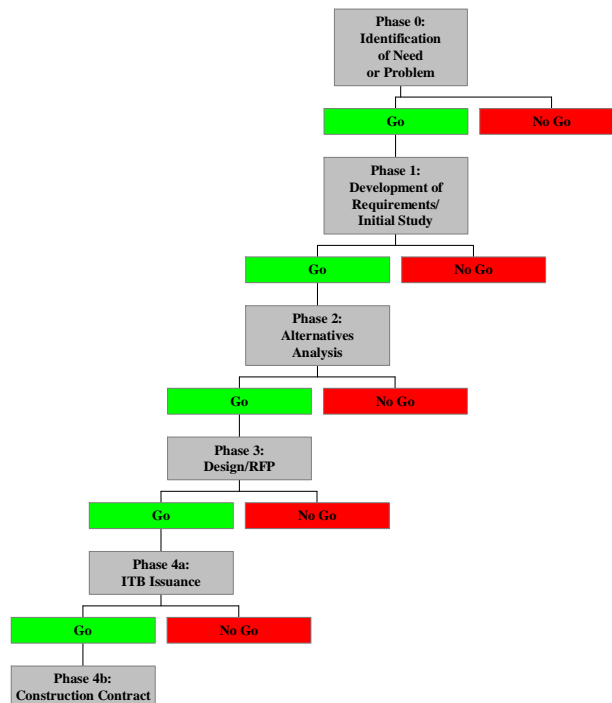 Phase 0:
Identification
of Need
or Problem
Go
No Go
Phase 1:
Development of
Requirements/
Initial Study
Go
No Go
Phase 2:
Alternatives
Analysis
Go
No Go
Phase 3:
Design/RFP
Go
No Go
Phase 4a:
ITB Issuance
Go
No Go
Phase 4b:
Construction Contract